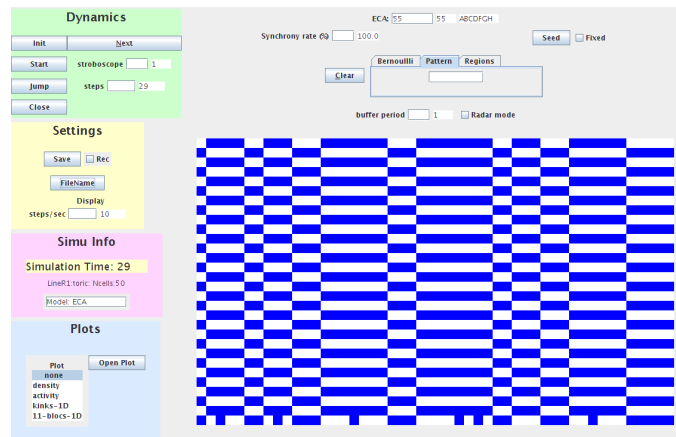 Dynamics
Init Next
Start stroboscope 1
Jump steps 29
Close
Settings
Save Rec
FileName
Display
steps/sec 10
Simu Info
Simulation Time: 29
LineR1:toric: Ncells:50
Model: ECA
Plots
Plot Open Plot
none
density
activity
kinks-1D
11-blocs-1D
ECA: 55 55 ABCDFGH
Synchrony rate (%) 100.0 Seed Fixed
Bernoullli Pattern Regions
Clear
buffer period 1 Radar mode